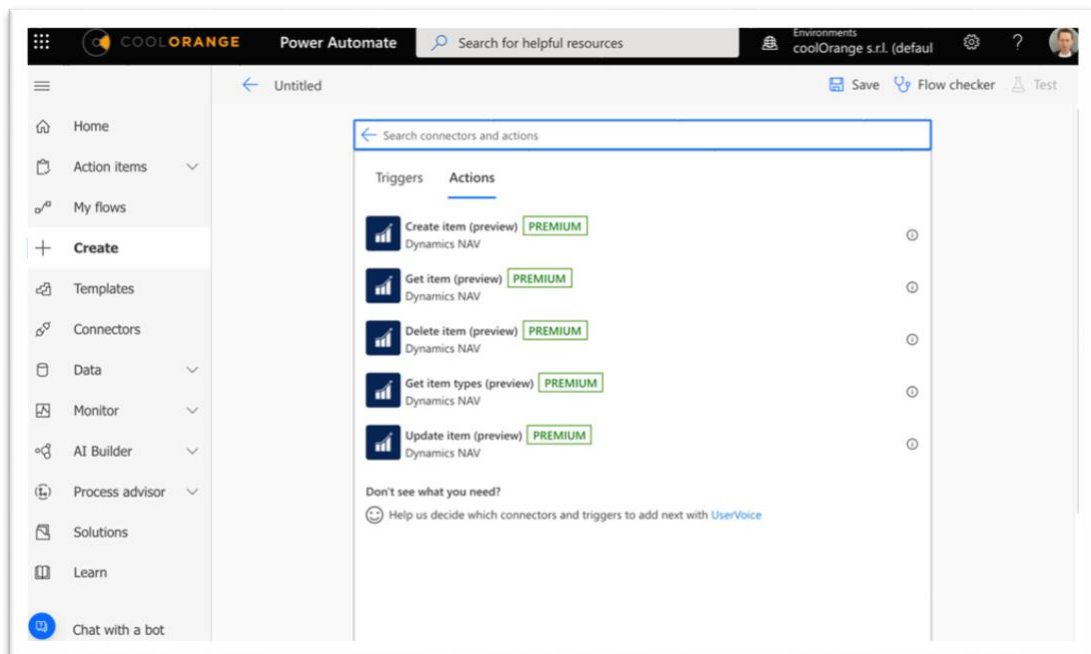 COOLORANGE
Power Automate
Search for helpful resources
Environments
coolOrange s.r.l. (defaul
?
Untitled
Save
Flow checker
Test
Home
Action items
My flows
Create
Templates
Connectors
Data
Monitor
AI Builder
Process advisor
Solutions
Learn
Chat with a bot
Search connectors and actions
Triggers
Actions
Create item (preview) PREMIUM
Dynamics NAV
Get item (preview) PREMIUM
Dynamics NAV
Delete item (preview) PREMIUM
Dynamics NAV
Get item types (preview) PREMIUM
Dynamics NAV
Update item (preview) PREMIUM
Dynamics NAV
Don't see what you need?
Help us decide which connectors and triggers to add next with UserVoice